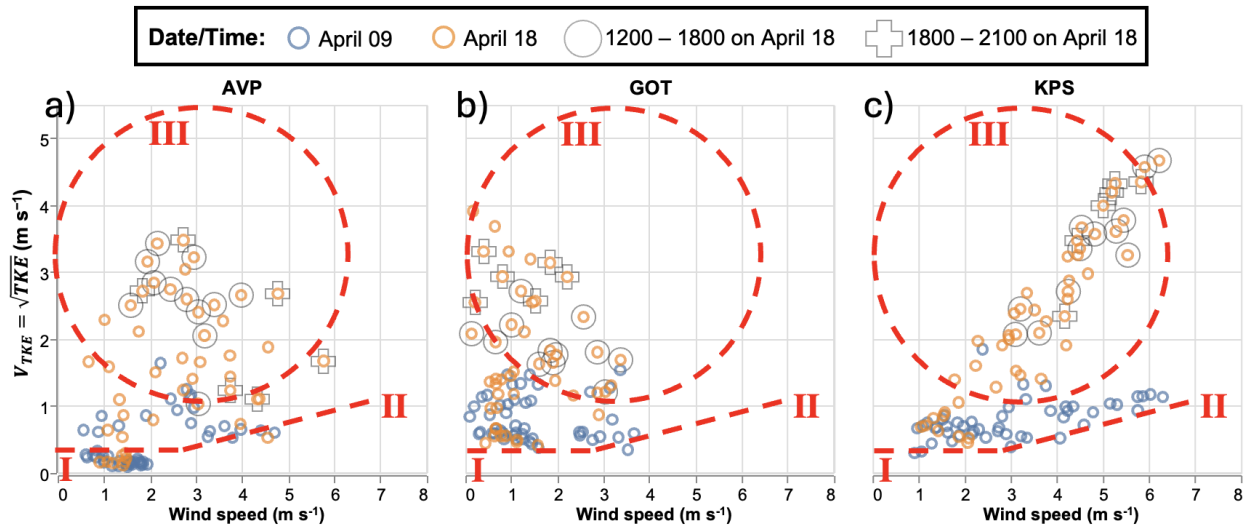 Date/Time: April 09 April 18 1200 – 1800 on April 18 1800 – 2100 on April 18
a) AVP b) GOT c) KPS
III III III
5
4
3
2
1
0
V_TKE = √TKE (m s⁻¹)
II II II
I I I
0 1 2 3 4 5 6 7 8 0 1 2 3 4 5 6 7 8 0 1 2 3 4 5 6 7 8
Wind speed (m s⁻¹) Wind speed (m s⁻¹) Wind speed (m s⁻¹)